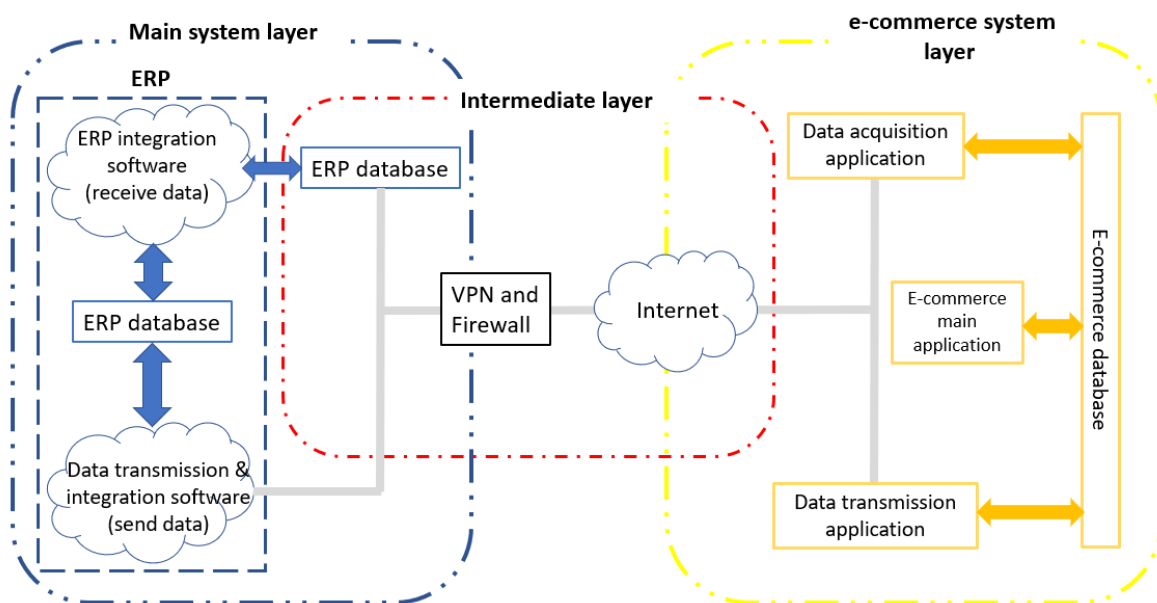 Main system layer
e-commerce system
layer
ERP
Intermediate layer
ERP integration
software
(receive data)
ERP database
Data acquisition
application
ERP database
VPN and
Firewall
Internet
E-commerce
main
application
E-commerce database
Data transmission &
integration software
(send data)
Data transmission
application